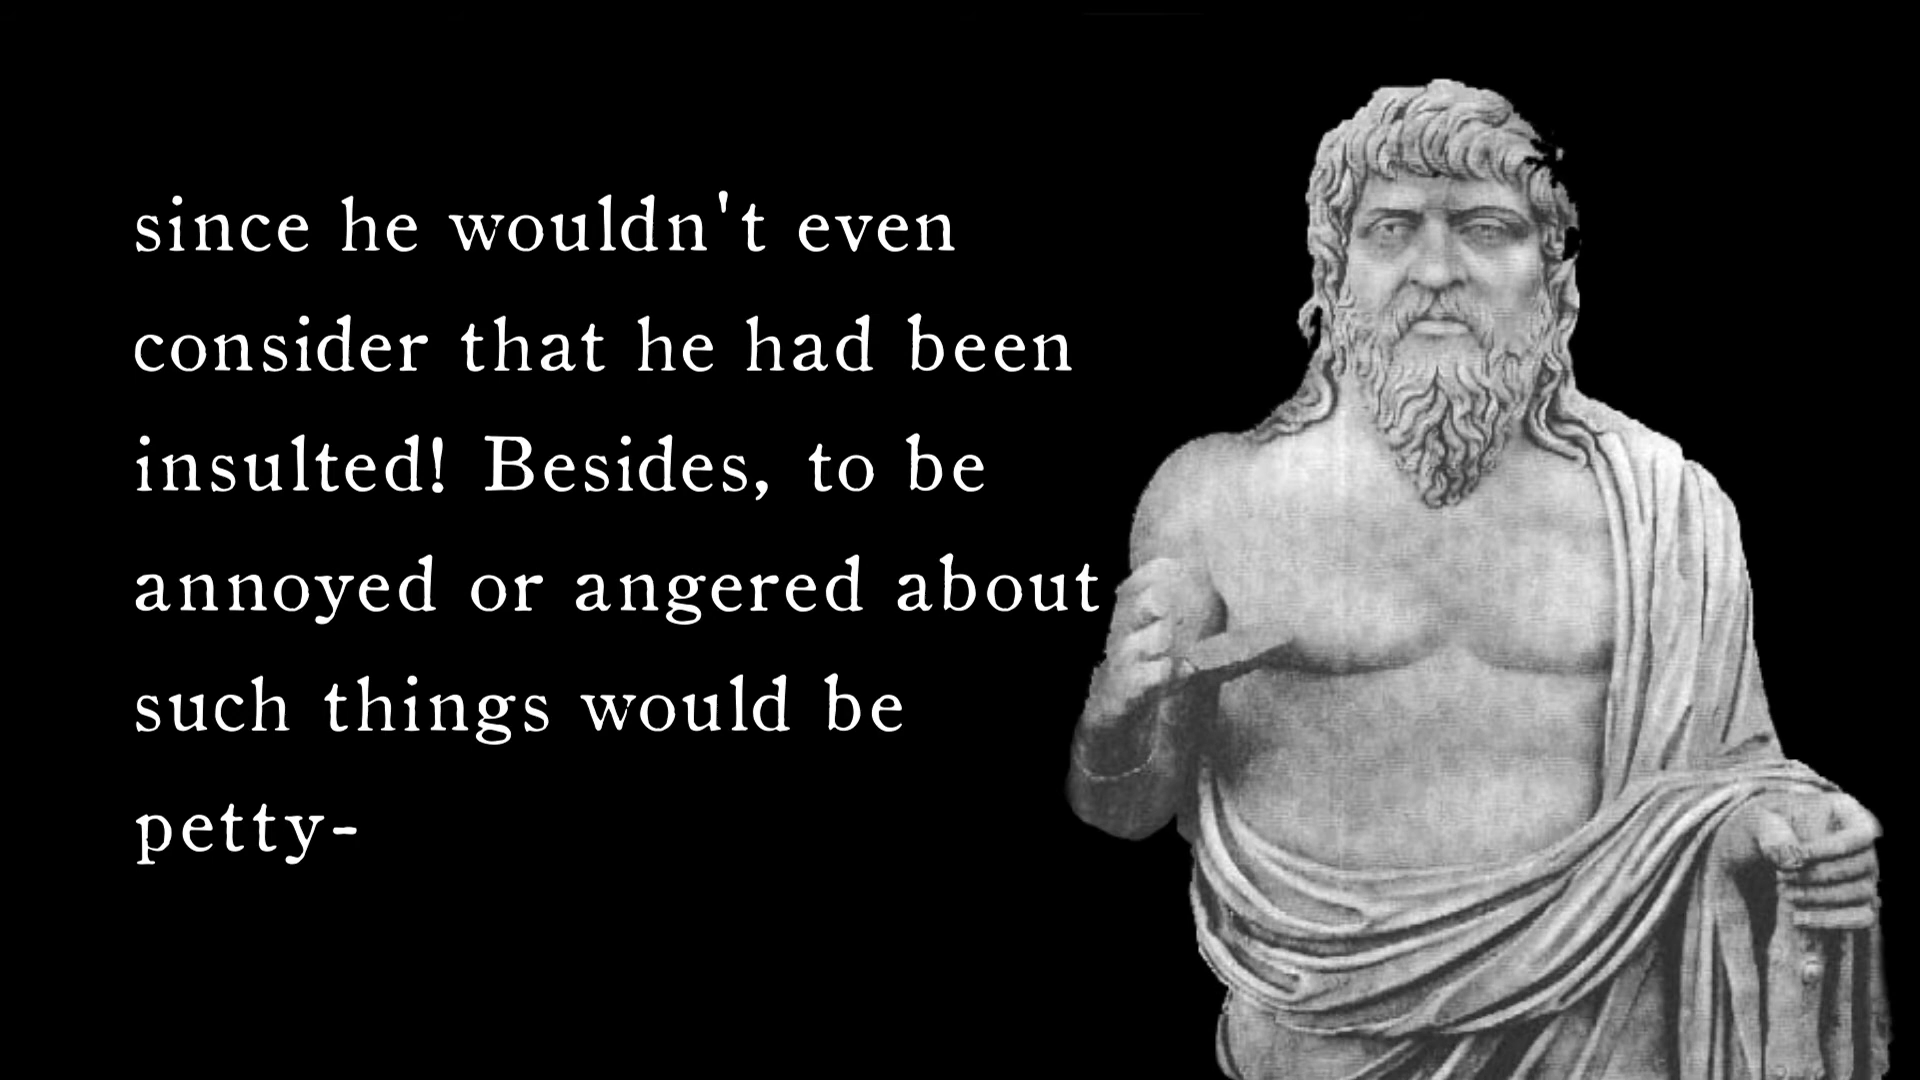 since he wouldn't even
consider that he had been
insulted! Besides, to be
annoyed or angered about
such things would be
petty-